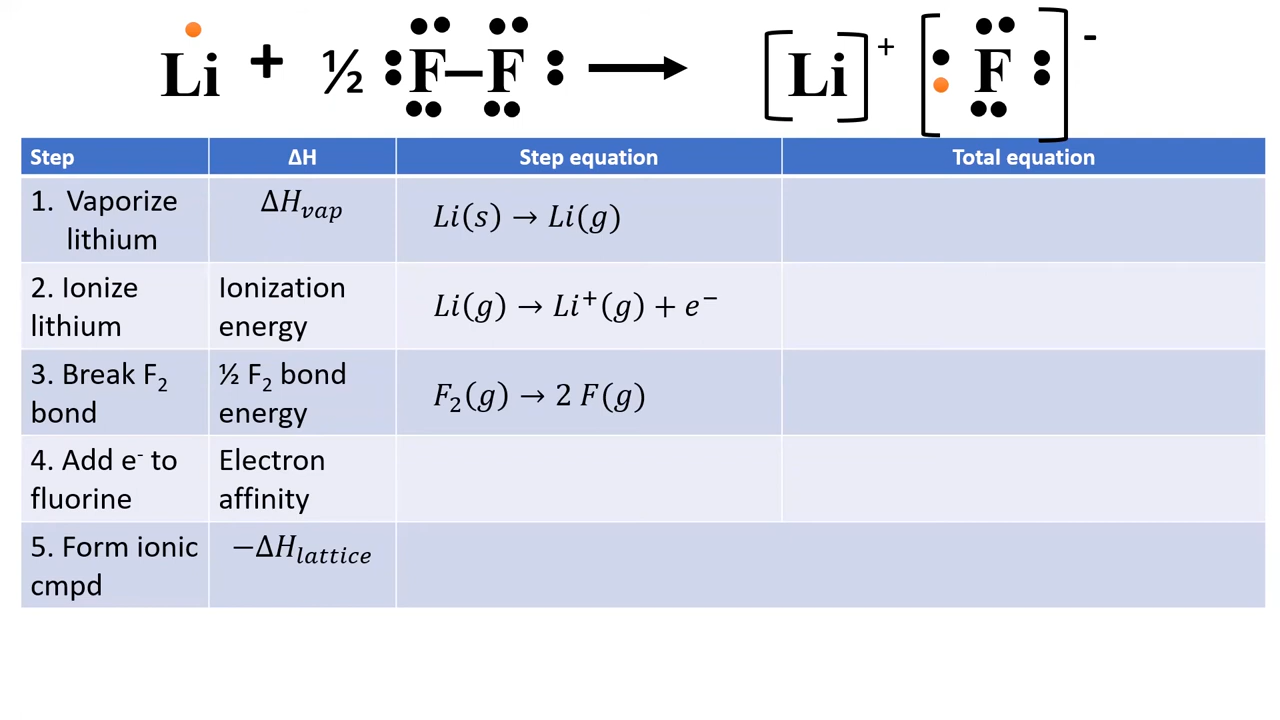 Li + ½ F–F → [Li]⁺ [F]⁻
Step ΔH Step equation Total equation
1. Vaporize
lithium
ΔH_vap
Li(s) → Li(g)
2. Ionize
lithium
Ionization
energy
Li(g) → Li⁺(g) + e⁻
3. Break F₂
bond
½ F₂ bond
energy
F₂(g) → 2 F(g)
4. Add e⁻ to
fluorine
Electron
affinity
5. Form ionic
cmpd
−ΔH_lattice